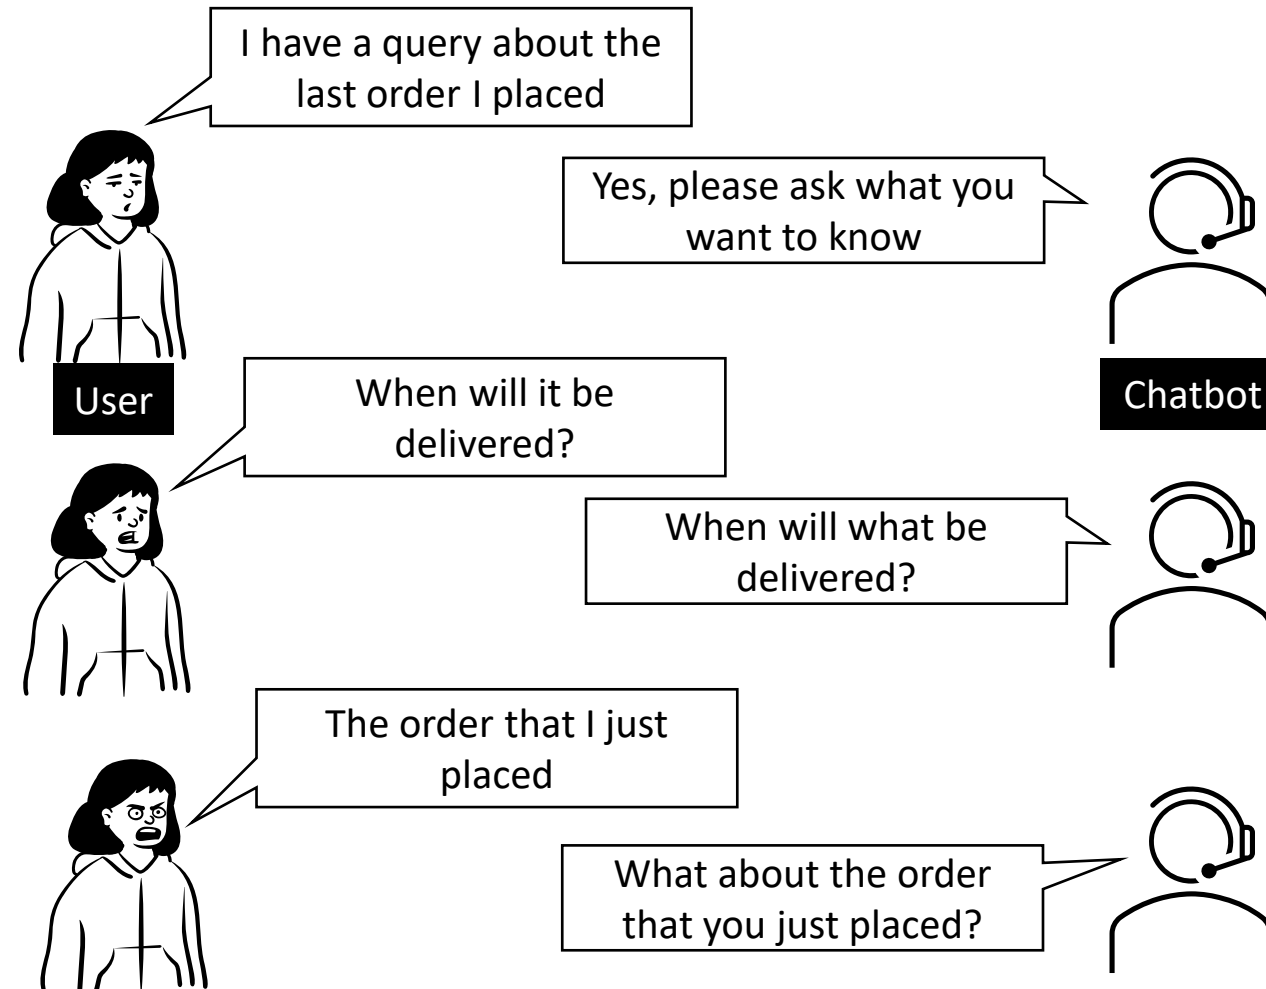 I have a query about the
last order I placed
Yes, please ask what you
want to know
User
Chatbot
When will it be
delivered?
When will what be
delivered?
The order that I just
placed
What about the order
that you just placed?